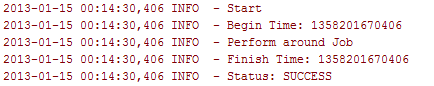 2013-01-15 00:14:30,406 INFO  - Start
2013-01-15 00:14:30,406 INFO  - Begin Time: 1358201670406
2013-01-15 00:14:30,406 INFO  - Perform around Job
2013-01-15 00:14:30,406 INFO  - Finish Time: 1358201670406
2013-01-15 00:14:30,406 INFO  - Status: SUCCESS